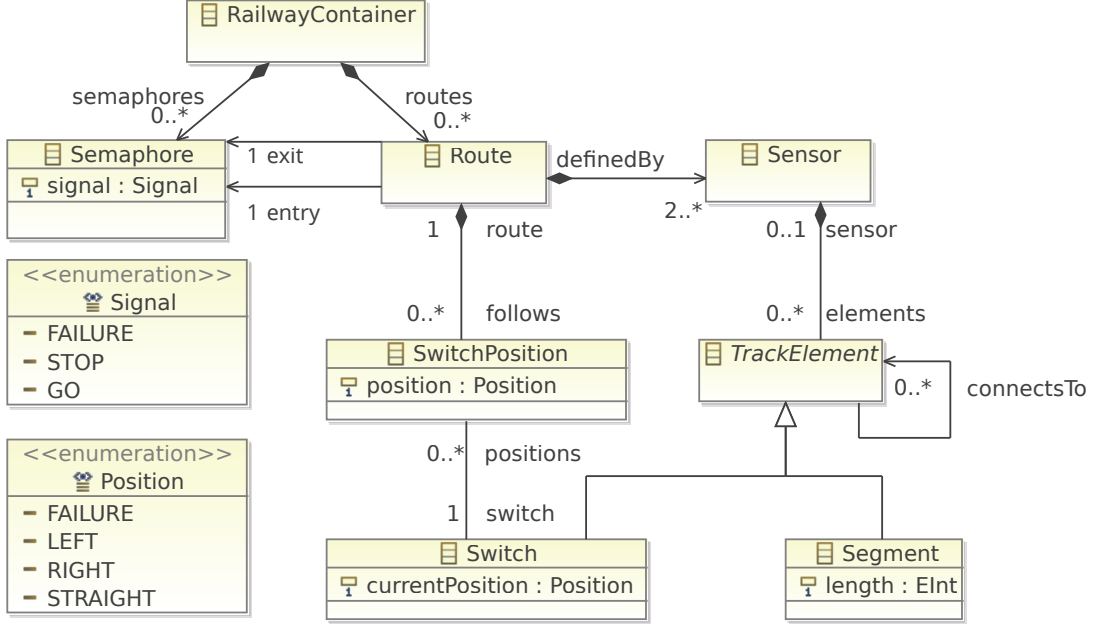 RailwayContainer
semaphores
0..*
routes
0..*
Semaphore
signal : Signal
1 exit
1 entry
Route
definedBy
2..*
Sensor
1 route
0..1 sensor
<<enumeration>>
Signal
FAILURE
STOP
GO
0..* follows
0..* elements
SwitchPosition
position : Position
TrackElement
0..*
connectsTo
0..* positions
1 switch
<<enumeration>>
Position
FAILURE
LEFT
RIGHT
STRAIGHT
Switch
currentPosition : Position
Segment
length : EInt